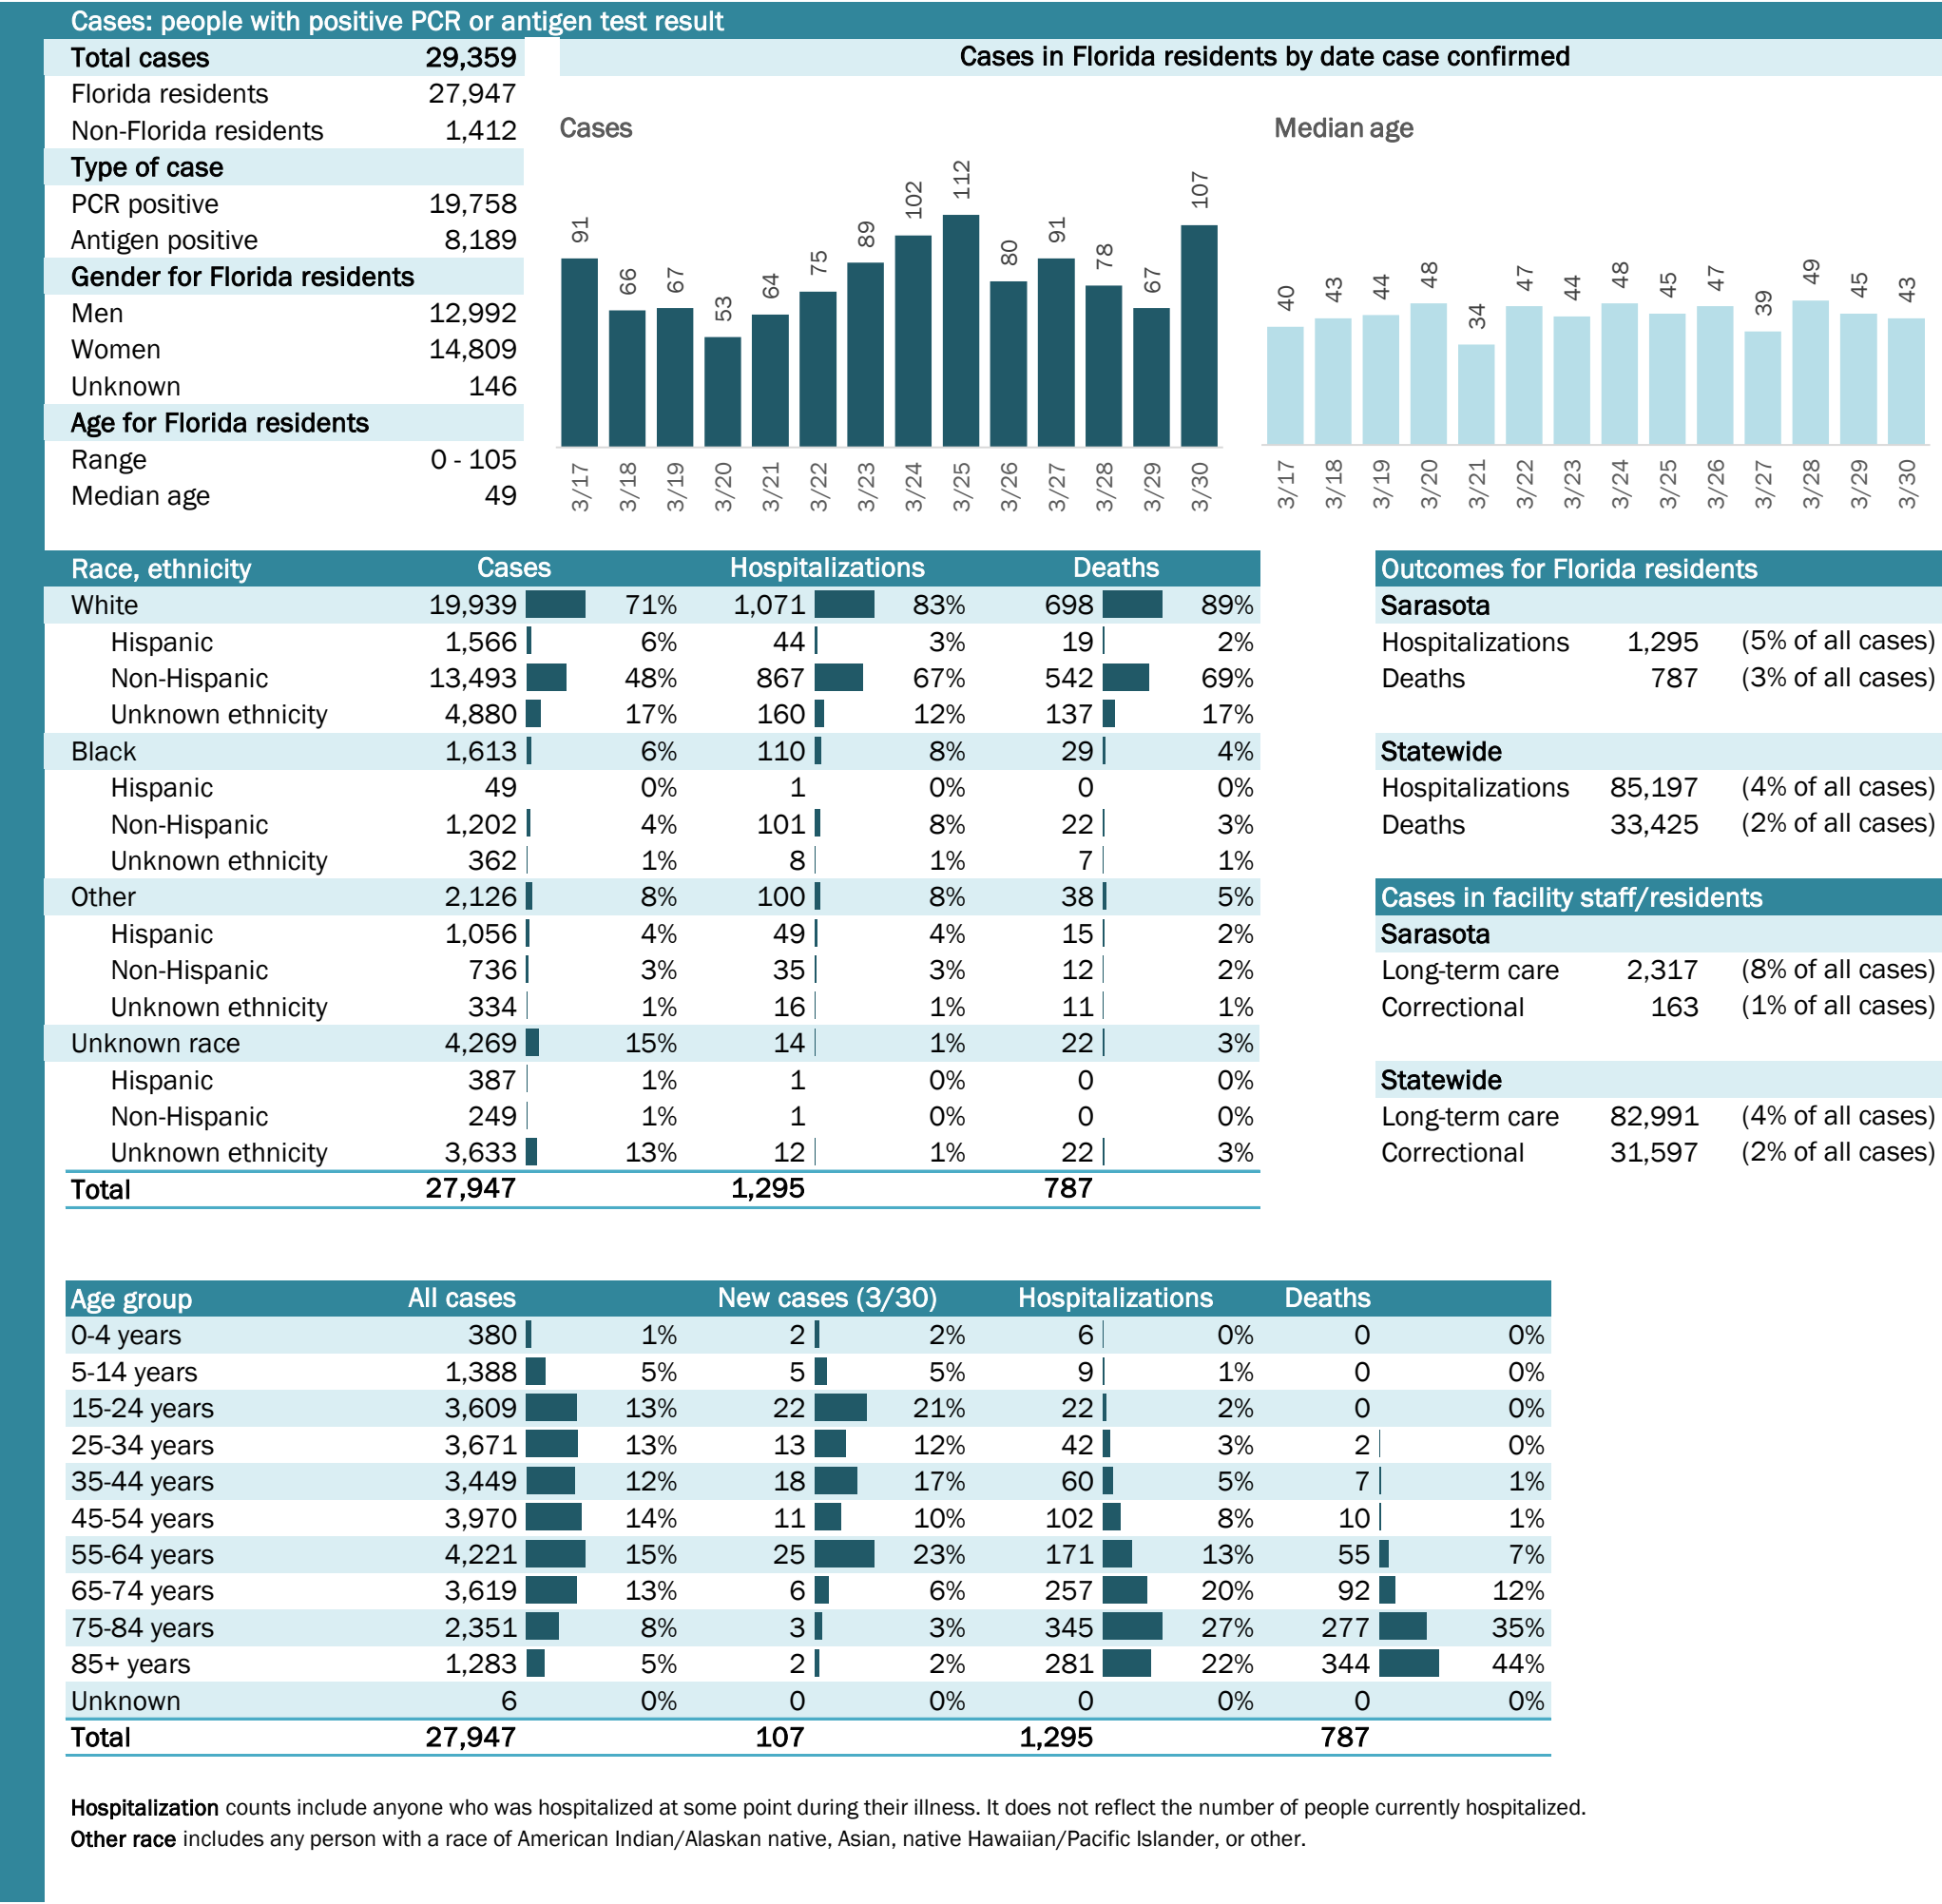 Cases: people with positive PCR or antigen test result
Total cases 29,359
Florida residents 27,947
Non-Florida residents 1,412
Type of case
PCR positive 19,758
Antigen positive 8,189
Gender for Florida residents
Men 12,992
Women 14,809
Unknown 146
Age for Florida residents
Range 0 - 105
Median age 49
Cases in Florida residents by date case confirmed
Cases
91 66 67 53 64 75 89 102 112 80 91 78 67 107
3/17 3/18 3/19 3/20 3/21 3/22 3/23 3/24 3/25 3/26 3/27 3/28 3/29 3/30
Median age
40 43 44 48 34 47 44 48 45 47 39 49 45 43
3/17 3/18 3/19 3/20 3/21 3/22 3/23 3/24 3/25 3/26 3/27 3/28 3/29 3/30
Race, ethnicity Cases Hospitalizations Deaths
White 19,939 71% 1,071 83% 698 89%
Hispanic 1,566 6% 44 3% 19 2%
Non-Hispanic 13,493 48% 867 67% 542 69%
Unknown ethnicity 4,880 17% 160 12% 137 17%
Black 1,613 6% 110 8% 29 4%
Hispanic 49 0% 1 0% 0 0%
Non-Hispanic 1,202 4% 101 8% 22 3%
Unknown ethnicity 362 1% 8 1% 7 1%
Other 2,126 8% 100 8% 38 5%
Hispanic 1,056 4% 49 4% 15 2%
Non-Hispanic 736 3% 35 3% 12 2%
Unknown ethnicity 334 1% 16 1% 11 1%
Unknown race 4,269 15% 14 1% 22 3%
Hispanic 387 1% 1 0% 0 0%
Non-Hispanic 249 1% 1 0% 0 0%
Unknown ethnicity 3,633 13% 12 1% 22 3%
Total 27,947 1,295 787
Outcomes for Florida residents
Sarasota
Hospitalizations 1,295 (5% of all cases)
Deaths 787 (3% of all cases)
Statewide
Hospitalizations 85,197 (4% of all cases)
Deaths 33,425 (2% of all cases)
Cases in facility staff/residents
Sarasota
Long-term care 2,317 (8% of all cases)
Correctional 163 (1% of all cases)
Statewide
Long-term care 82,991 (4% of all cases)
Correctional 31,597 (2% of all cases)
Age group All cases New cases (3/30) Hospitalizations Deaths
0-4 years 380 1% 2 2% 6 0% 0 0%
5-14 years 1,388 5% 5 5% 9 1% 0 0%
15-24 years 3,609 13% 22 21% 22 2% 0 0%
25-34 years 3,671 13% 13 12% 42 3% 2 0%
35-44 years 3,449 12% 18 17% 60 5% 7 1%
45-54 years 3,970 14% 11 10% 102 8% 10 1%
55-64 years 4,221 15% 25 23% 171 13% 55 7%
65-74 years 3,619 13% 6 6% 257 20% 92 12%
75-84 years 2,351 8% 3 3% 345 27% 277 35%
85+ years 1,283 5% 2 2% 281 22% 344 44%
Unknown 6 0% 0 0% 0 0% 0 0%
Total 27,947 107 1,295 787
Hospitalization counts include anyone who was hospitalized at some point during their illness. It does not reflect the number of people currently hospitalized.
Other race includes any person with a race of American Indian/Alaskan native, Asian, native Hawaiian/Pacific Islander, or other.